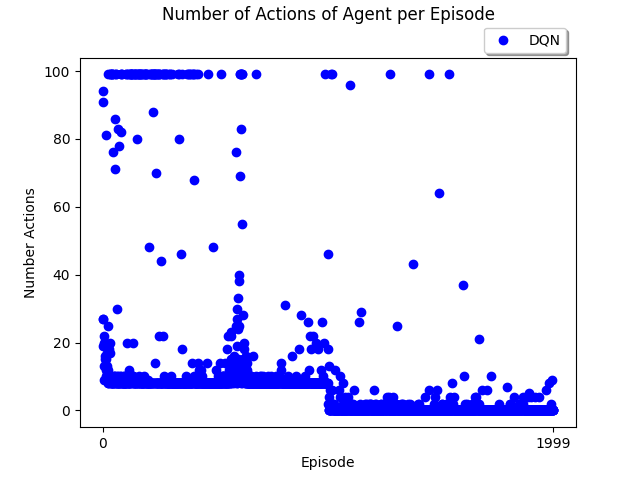 Number of Actions of Agent per Episode
DQN
100
80
60
40
20
0
Number Actions
0
1999
Episode